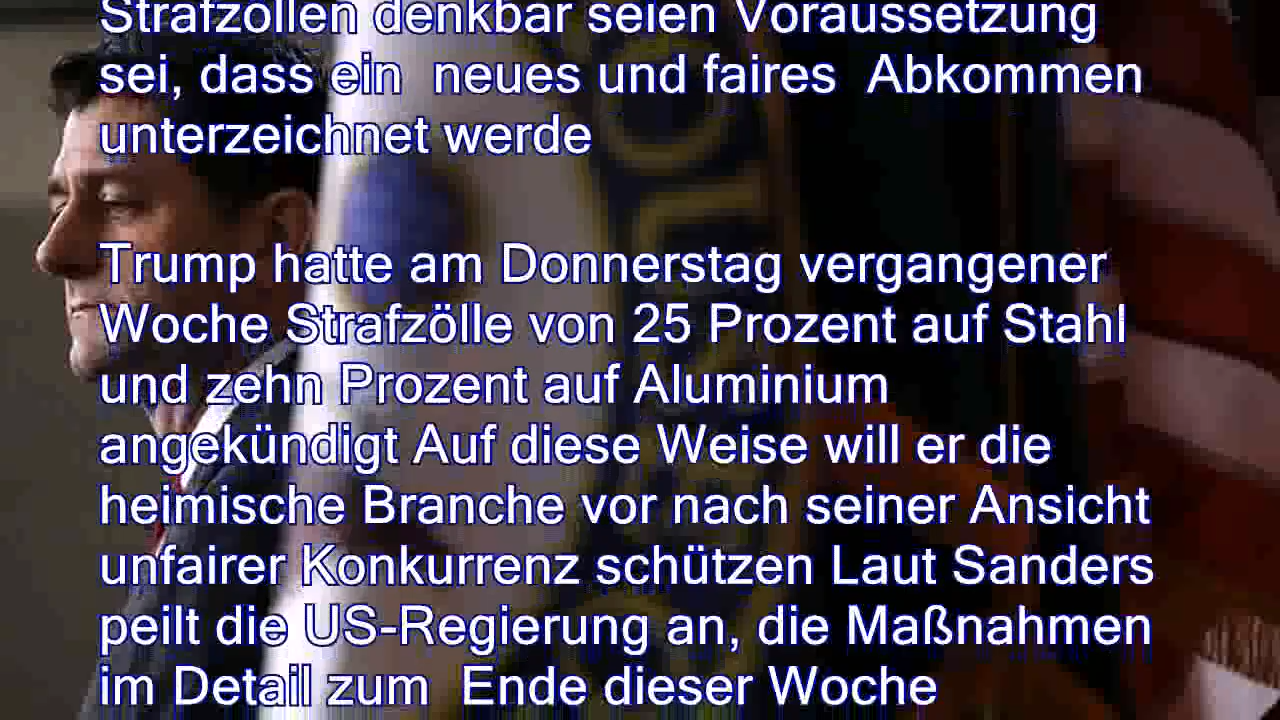 Strafzöllen denkbar seien Voraussetzung
sei, dass ein  neues und faires  Abkommen
unterzeichnet werde
Trump hatte am Donnerstag vergangener
Woche Strafzölle von 25 Prozent auf Stahl
und zehn Prozent auf Aluminium
angekündigt Auf diese Weise will er die
heimische Branche vor nach seiner Ansicht
unfairer Konkurrenz schützen Laut Sanders
peilt die US-Regierung an, die Maßnahmen
im Detail zum  Ende dieser Woche